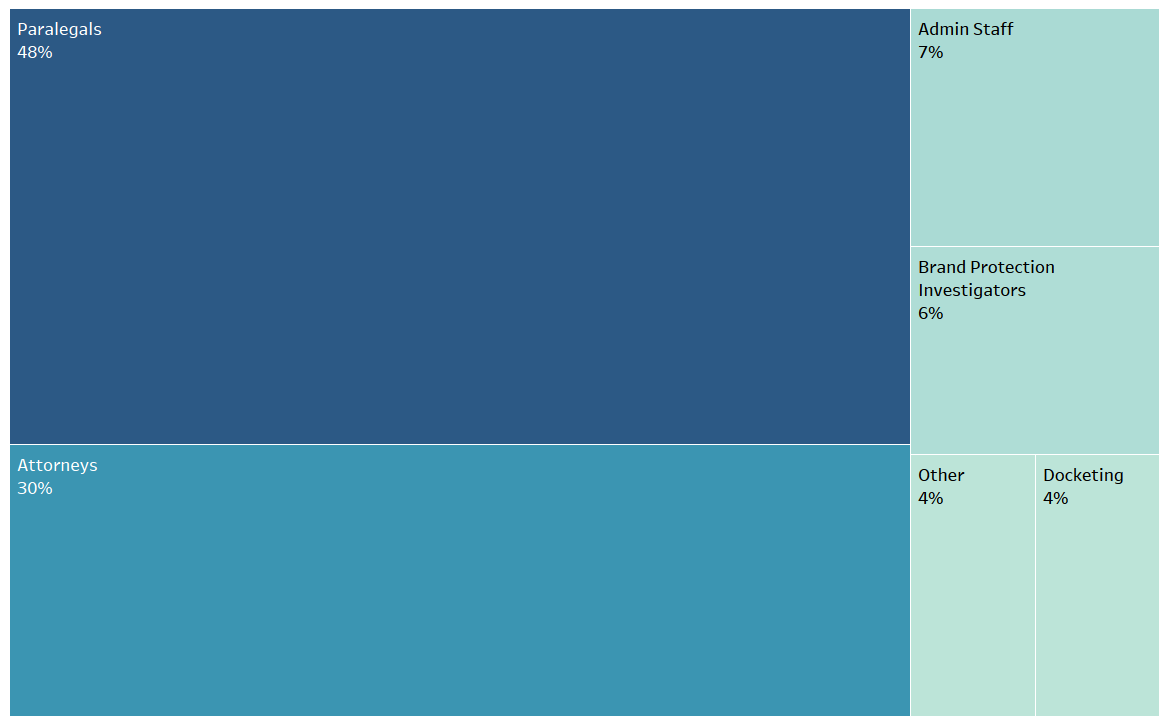 Paralegals
48%
Admin Staff
7%
Brand Protection
Investigators
6%
Attorneys
30%
Other
4%
Docketing
4%